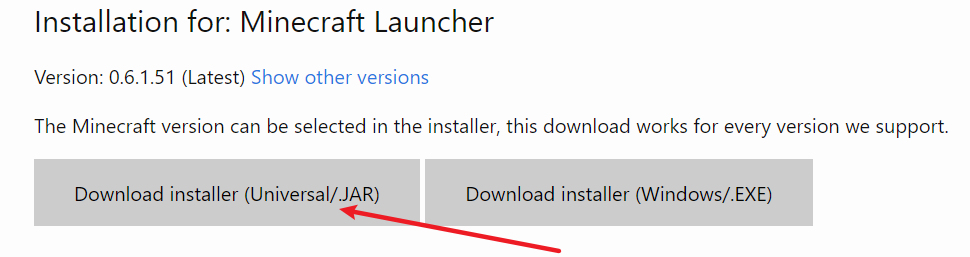 Installation for: Minecraft Launcher
Version: 0.6.1.51 (Latest) Show other versions
The Minecraft version can be selected in the installer, this download works for every version we support.
Download installer (Universal/.JAR) Download installer (Windows/.EXE)